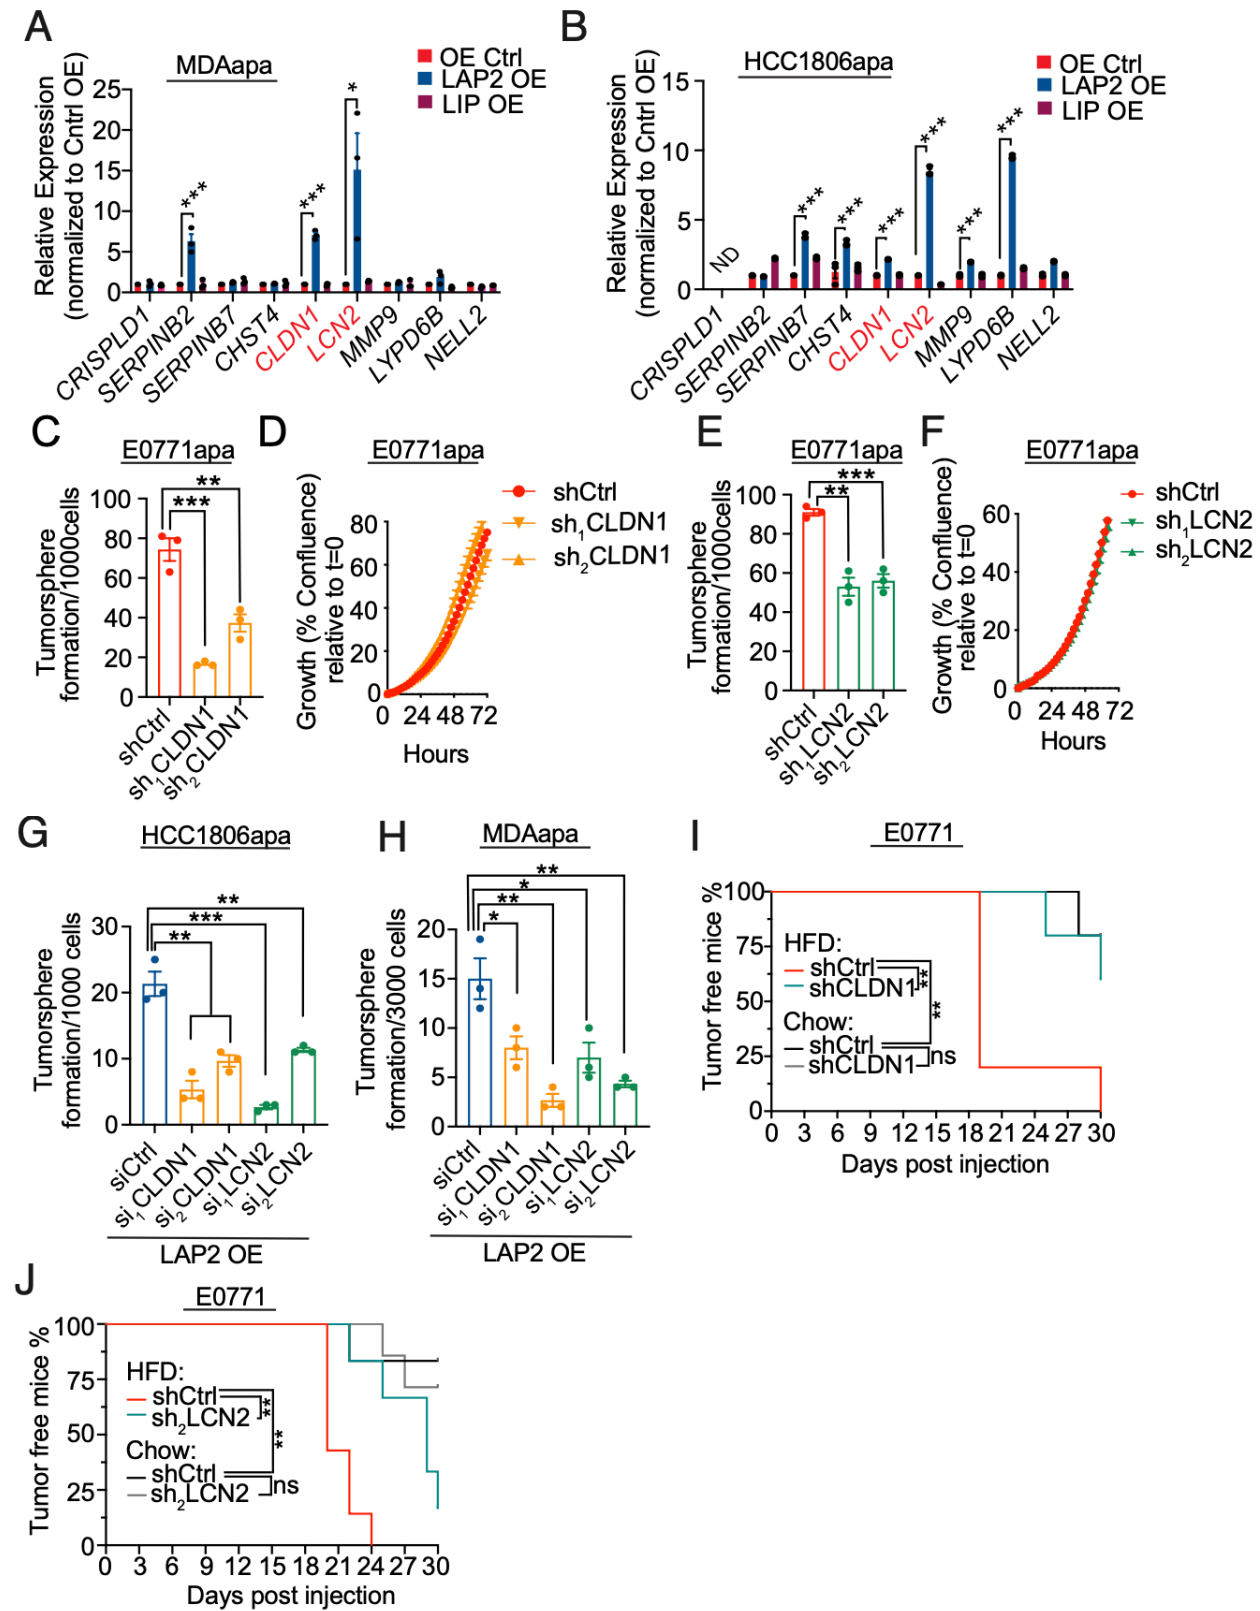 A
MDAapa
OE Ctrl
LAP2 OE
LIP OE
Relative Expression
(normalized to Cntrl OE)
25
20
15
10
5
0
***
***
*
CRISPLD1
SERPINB2
SERPINB7
CHST4
CLDN1
LCN2
MMP9
LYPD6B
NELL2
B
HCC1806apa
OE Ctrl
LAP2 OE
LIP OE
Relative Expression
(normalized to Cntrl OE)
15
10
5
0
ND
***
***
***
***
***
***
CRISPLD1
SERPINB2
SERPINB7
CHST4
CLDN1
LCN2
MMP9
LYPD6B
NELL2
C
E0771apa
Tumorsphere
formation/1000cells
100
80
60
40
20
0
**
***
shCtrl
sh1CLDN1
sh2CLDN1
D
E0771apa
Growth (% Confluence)
relative to t=0
80
60
40
20
0
0 24 48 72
Hours
shCtrl
sh1CLDN1
sh2CLDN1
E
E0771apa
Tumorsphere
formation/1000cells
100
80
60
40
20
0
***
**
shCtrl
sh1LCN2
sh2LCN2
F
E0771apa
Growth (% Confluence)
relative to t=0
60
40
20
0
0 24 48 72
Hours
shCtrl
sh1LCN2
sh2LCN2
G
HCC1806apa
Tumorsphere
formation/1000 cells
30
20
10
0
**
***
**
siCtrl
si1CLDN1
si2CLDN1
si1LCN2
si2LCN2
LAP2 OE
H
MDAapa
Tumorsphere
formation/3000 cells
20
15
10
5
0
**
*
**
*
siCtrl
si1CLDN1
si2CLDN1
si1LCN2
si2LCN2
LAP2 OE
I
E0771
Tumor free mice %
100
75
50
25
0
HFD:
shCtrl
shCLDN1
**
**
Chow:
shCtrl
shCLDN1
ns
0 3 6 9 12 15 18 21 24 27 30
Days post injection
J
E0771
Tumor free mice %
100
75
50
25
0
HFD:
shCtrl
sh2LCN2
**
**
Chow:
shCtrl
sh2LCN2
ns
0 3 6 9 12 15 18 21 24 27 30
Days post injection